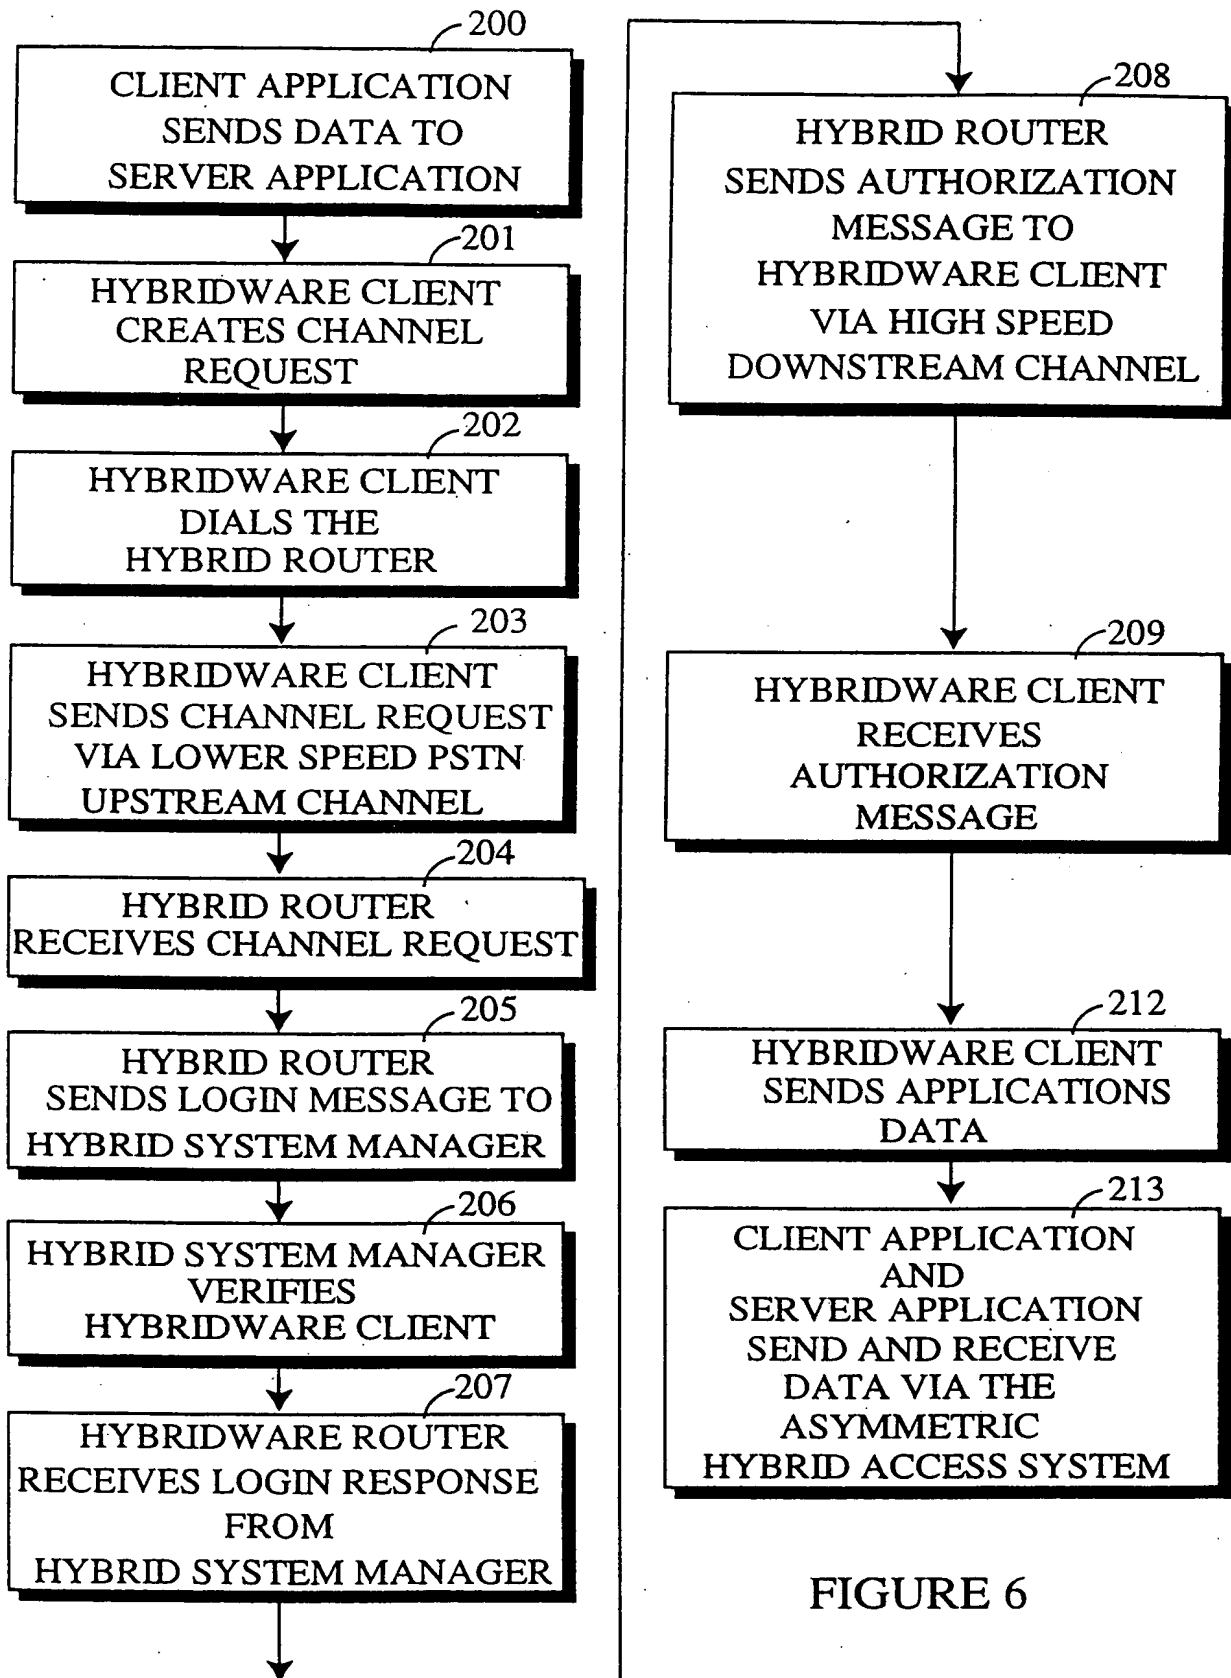 200
CLIENT APPLICATION
SENDS DATA TO
SERVER APPLICATION
201
HYBRIDWARE CLIENT
CREATES CHANNEL
REQUEST
202
HYBRIDWARE CLIENT
DIALS THE
HYBRID ROUTER
203
HYBRIDWARE CLIENT
SENDS CHANNEL REQUEST
VIA LOWER SPEED PSTN
UPSTREAM CHANNEL
204
HYBRID ROUTER
RECEIVES CHANNEL REQUEST
205
HYBRID ROUTER
SENDS LOGIN MESSAGE TO
HYBRID SYSTEM MANAGER
206
HYBRID SYSTEM MANAGER
VERIFIES
HYBRIDWARE CLIENT
207
HYBRIDWARE ROUTER
RECEIVES LOGIN RESPONSE
FROM
HYBRID SYSTEM MANAGER
208
HYBRID ROUTER
SENDS AUTHORIZATION
MESSAGE TO
HYBRIDWARE CLIENT
VIA HIGH SPEED
DOWNSTREAM CHANNEL
209
HYBRIDWARE CLIENT
RECEIVES
AUTHORIZATION
MESSAGE
212
HYBRIDWARE CLIENT
SENDS APPLICATIONS
DATA
213
CLIENT APPLICATION
AND
SERVER APPLICATION
SEND AND RECEIVE
DATA VIA THE
ASYMMETRIC
HYBRID ACCESS SYSTEM
FIGURE 6